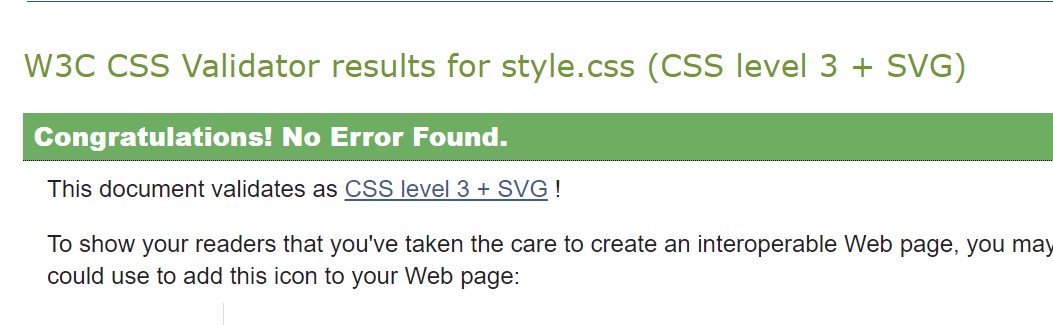 W3C CSS Validator results for style.css (CSS level 3 + SVG)
Congratulations! No Error Found.
This document validates as CSS level 3 + SVG !
To show your readers that you've taken the care to create an interoperable Web page, you may
could use to add this icon to your Web page: